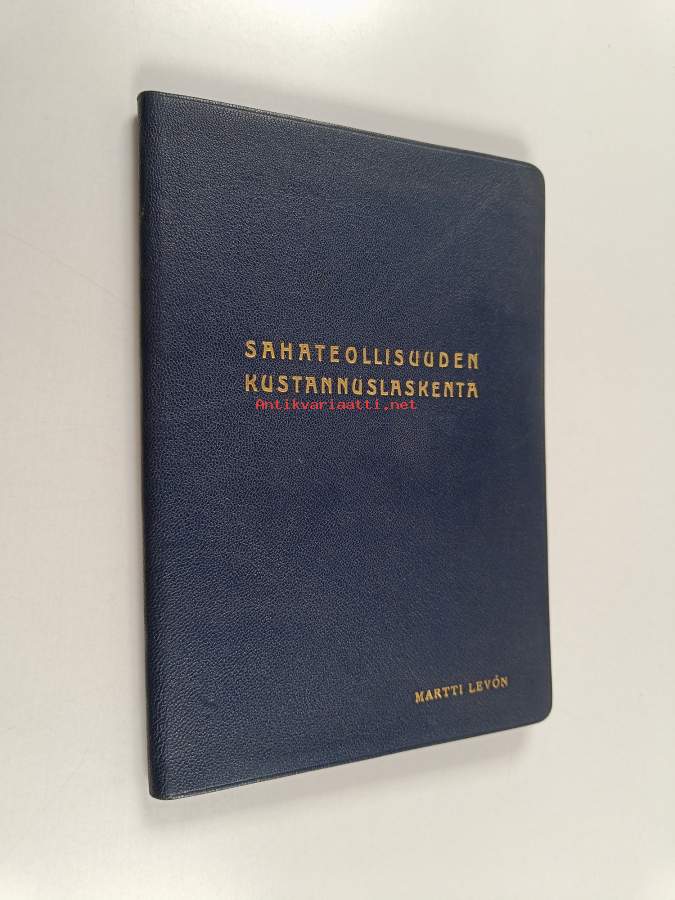 SAHATEOLLISUUDEN
KUSTANNUSLASKENTA
Antikvariaatti.net
MARTTI LEVÓN